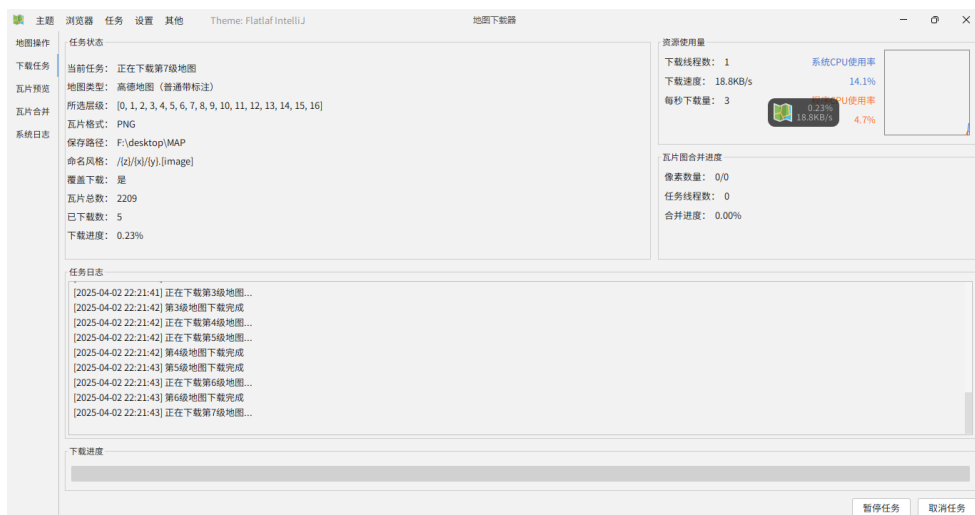 主题 浏览器 任务 设置 其他 Theme: Flatlaf IntelliJ 地图下载器
地图操作
下载任务
瓦片预览
瓦片合并
系统日志
任务状态
当前任务： 正在下载第7级地图
地图类型： 高德地图（普通带标注）
所选层级： [0, 1, 2, 3, 4, 5, 6, 7, 8, 9, 10, 11, 12, 13, 14, 15, 16]
瓦片格式： PNG
保存路径： F:\desktop\MAP
命名风格： /{z}/{x}/{y}.[image]
覆盖下载： 是
瓦片总数： 2209
已下载数： 5
下载进度： 0.23%
资源使用量
下载线程数： 1
下载速度： 18.8KB/s
每秒下载量： 3
系统CPU使用率
14.1%
CPU使用率
4.7%
0.23%
18.8KB/s
瓦片图合并进度
像素数量： 0/0
任务线程数： 0
合并进度： 0.00%
任务日志
[2025-04-02 22:21:41] 正在下载第3级地图...
[2025-04-02 22:21:42] 第3级地图下载完成
[2025-04-02 22:21:42] 正在下载第4级地图...
[2025-04-02 22:21:42] 正在下载第5级地图...
[2025-04-02 22:21:42] 第4级地图下载完成
[2025-04-02 22:21:43] 第5级地图下载完成
[2025-04-02 22:21:43] 正在下载第6级地图...
[2025-04-02 22:21:43] 第6级地图下载完成
[2025-04-02 22:21:43] 正在下载第7级地图...
下载进度
暂停任务 取消任务